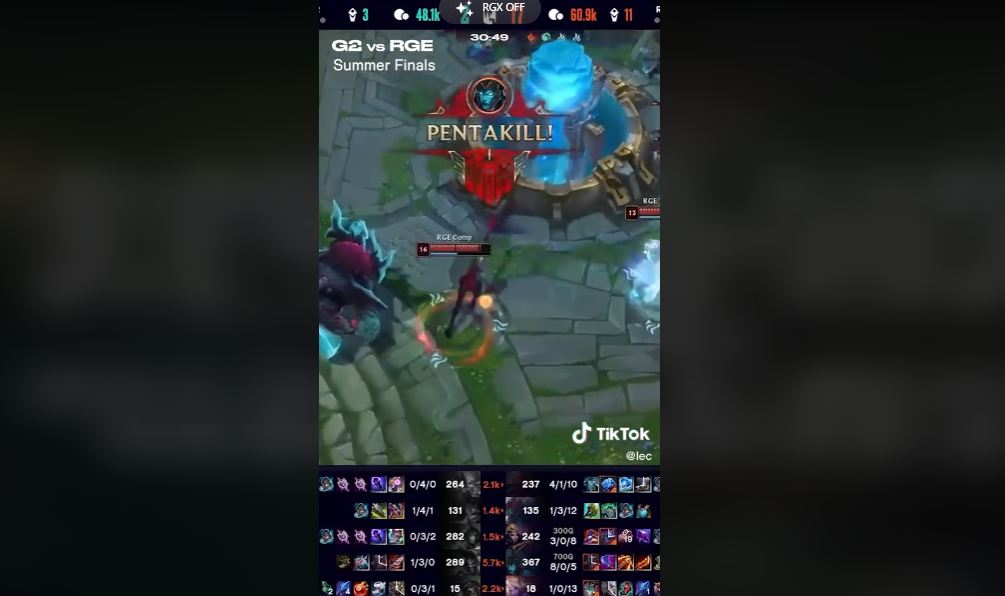 RGX OFF
3 48.1k 2 17 60.9k 11
30:49
G2 vs RGE
Summer Finals
PENTAKILL!
RGE
13
RGE Comp
16
TikTok
@lec
0/4/0 264 2.1k 237 4/1/10
1/4/1 131 1.4k 135 1/3/12
300G
0/3/2 282 1.5k 242 3/0/8
700G
1/3/0 289 5.7k 367 8/0/5
0/3/1 15 2.2k 18 1/0/13